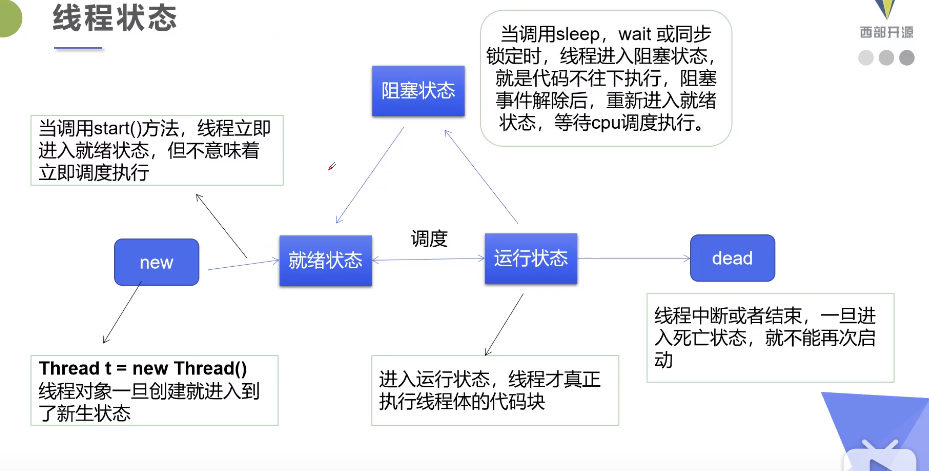 线程状态
西部开源
当调用sleep，wait 或同步
锁定时，线程进入阻塞状态，
就是代码不往下执行，阻塞
事件解除后，重新进入就绪
状态，等待cpu调度执行。
阻塞状态
当调用start()方法，线程立即
进入就绪状态，但不意味着
立即调度执行
new
就绪状态
调度
运行状态
dead
Thread t = new Thread()
线程对象一旦创建就进入到
了新生状态
进入运行状态，线程才真正
执行线程体的代码块
线程中断或者结束，一旦进
入死亡状态，就不能再次启
动